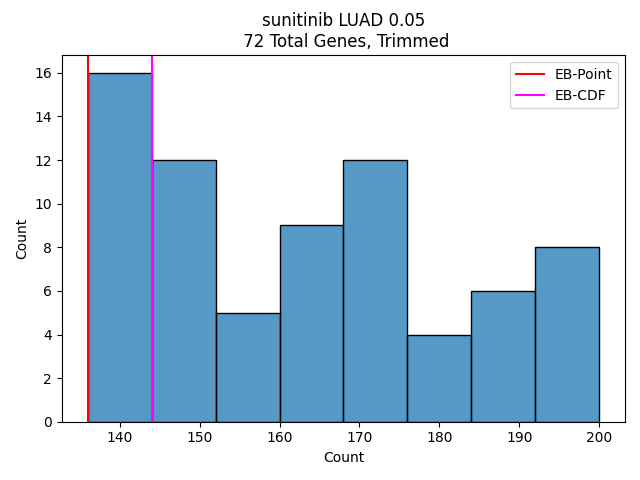 sunitinib LUAD 0.05
72 Total Genes, Trimmed
EB-Point
EB-CDF
Count
16
14
12
10
8
6
4
2
0
140 150 160 170 180 190 200
Count